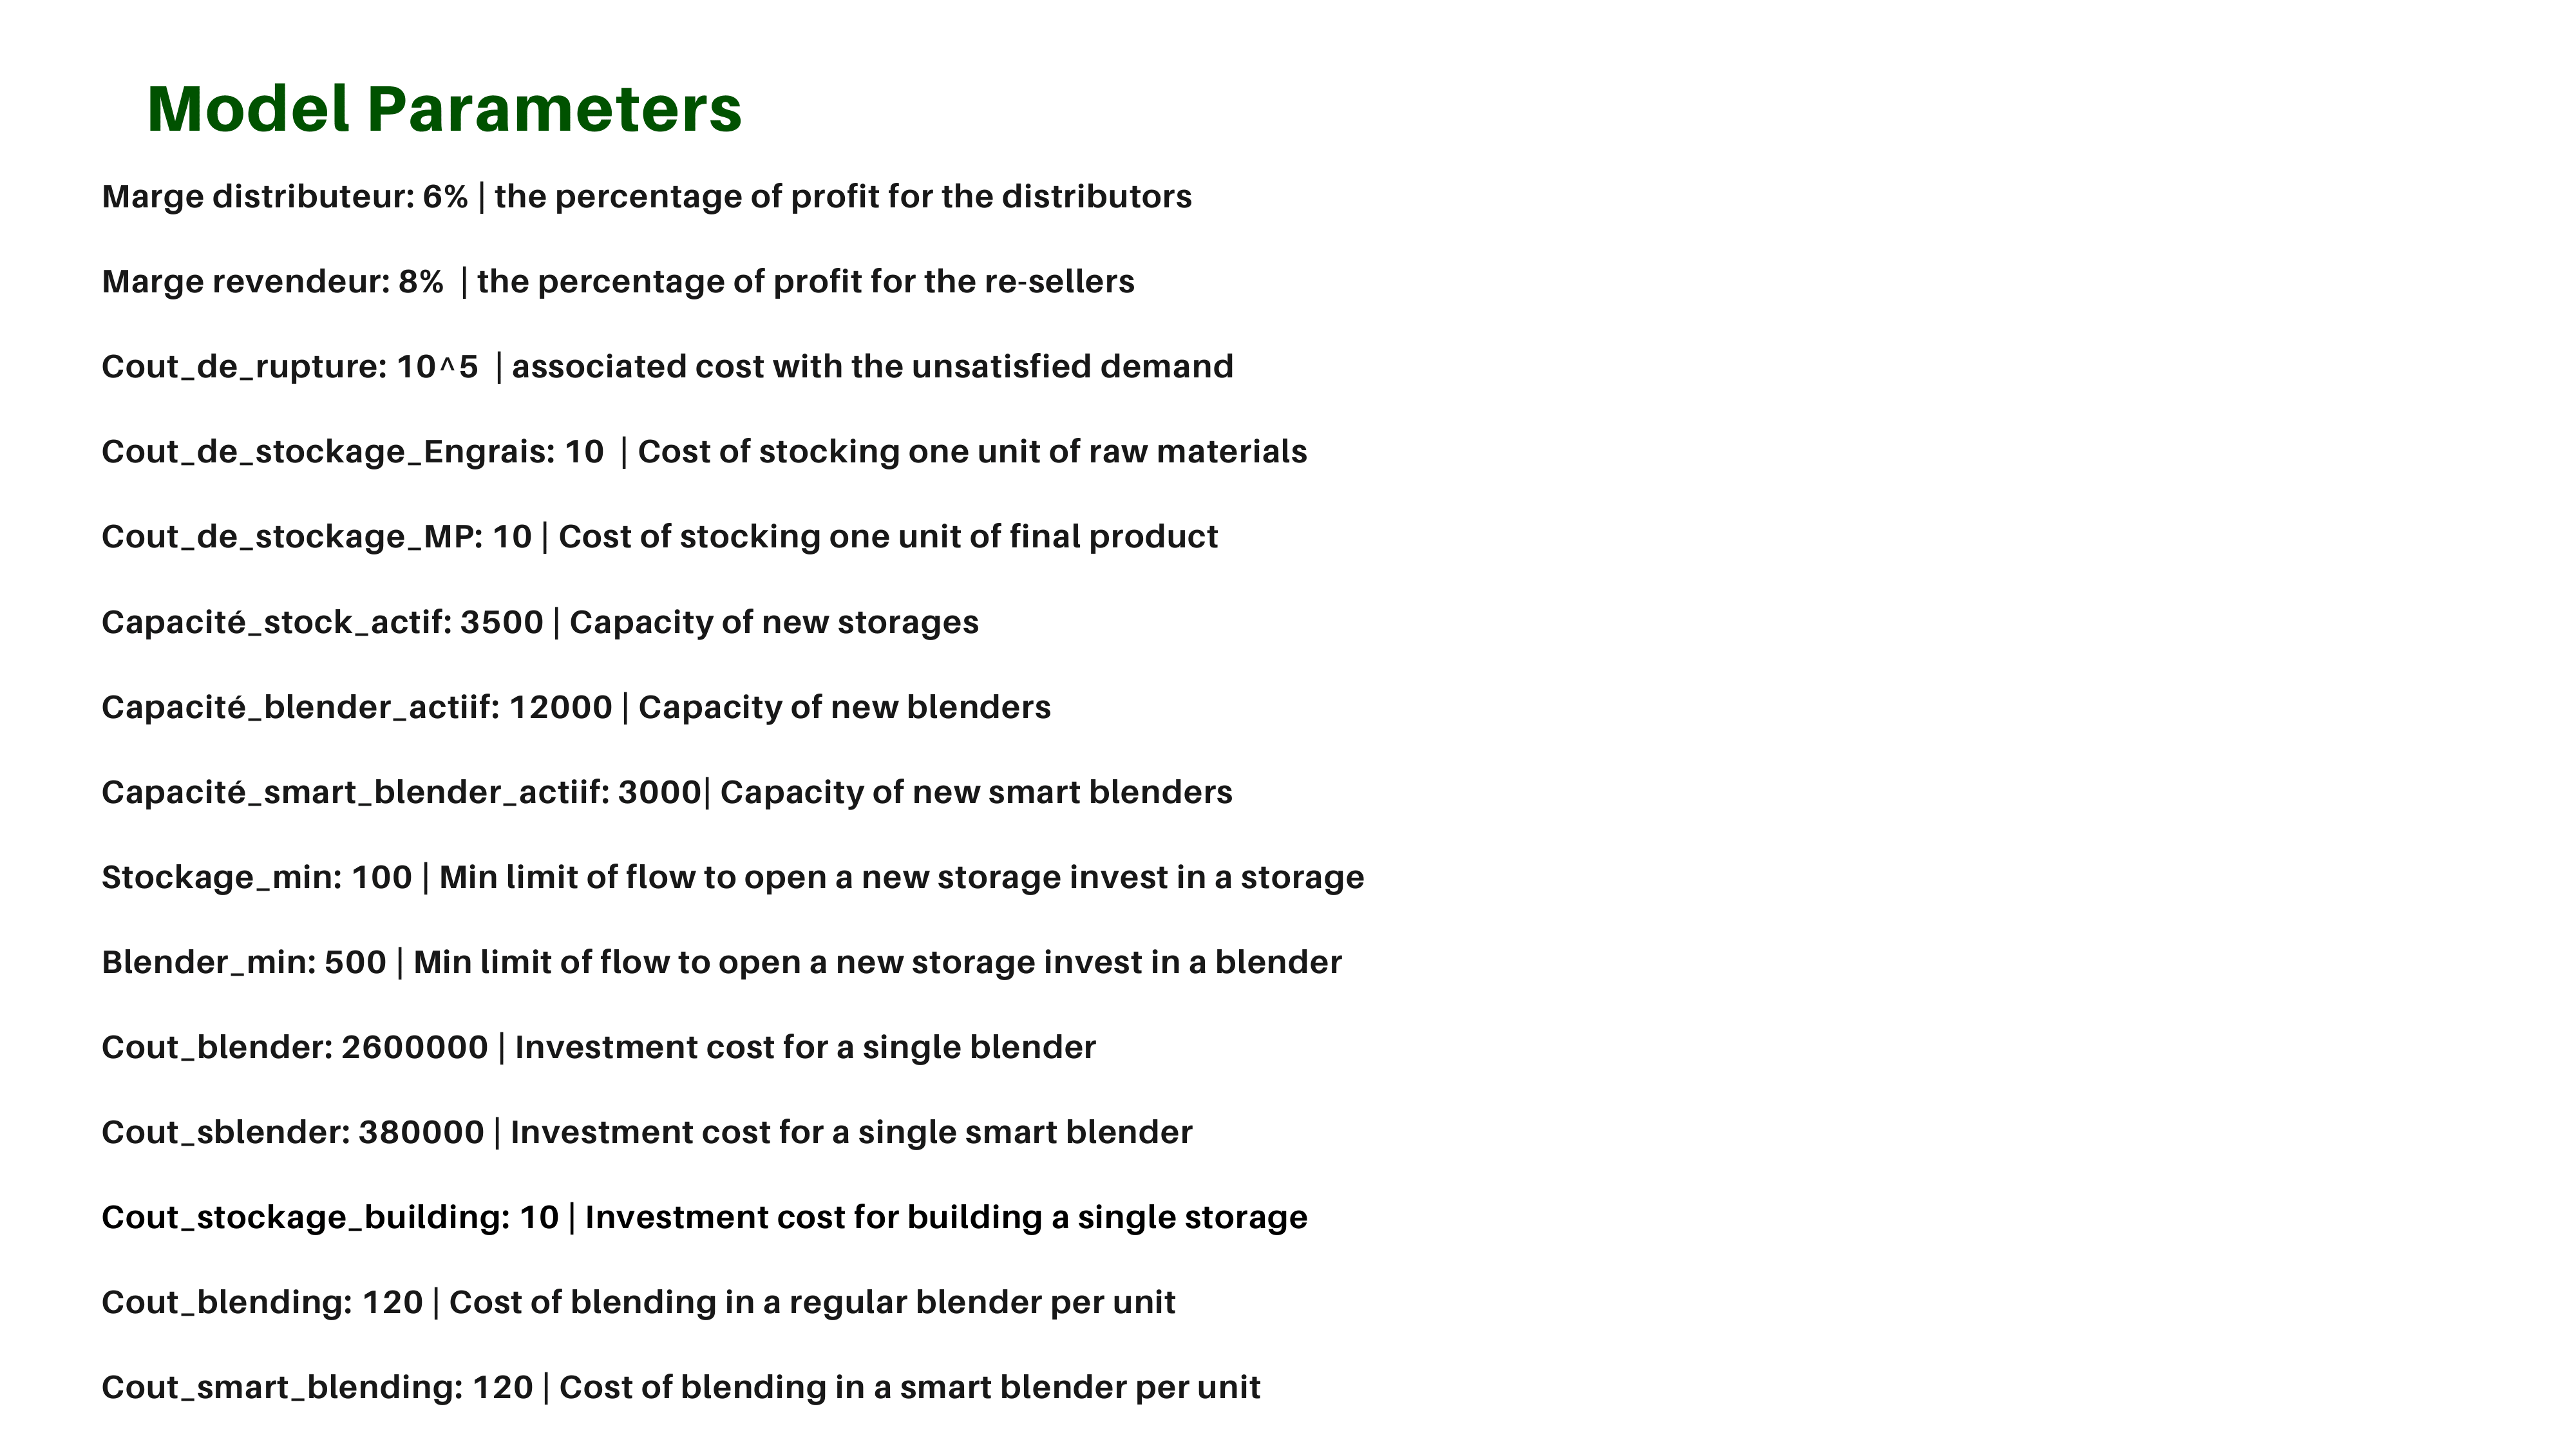 Model Parameters
Marge distributeur: 6% | the percentage of profit for the distributors
Marge revendeur: 8% | the percentage of profit for the re-sellers
Cout_de_rupture: 10^5 | associated cost with the unsatisfied demand
Cout_de_stockage_Engrais: 10 | Cost of stocking one unit of raw materials
Cout_de_stockage_MP: 10 | Cost of stocking one unit of final product
Capacité_stock_actif: 3500 | Capacity of new storages
Capacité_blender_actiif: 12000 | Capacity of new blenders
Capacité_smart_blender_actiif: 3000| Capacity of new smart blenders
Stockage_min: 100 | Min limit of flow to open a new storage invest in a storage
Blender_min: 500 | Min limit of flow to open a new storage invest in a blender
Cout_blender: 2600000 | Investment cost for a single blender
Cout_sblender: 380000 | Investment cost for a single smart blender
Cout_stockage_building: 10 | Investment cost for building a single storage
Cout_blending: 120 | Cost of blending in a regular blender per unit
Cout_smart_blending: 120 | Cost of blending in a smart blender per unit